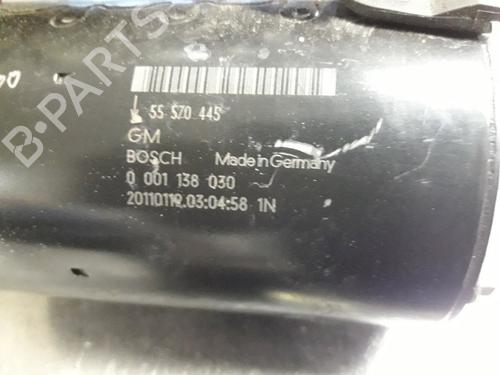 B-PARTS
55 570 445
GM
BOSCH Made in Germany
0 001 138 030
20110119.03:04:58 1N